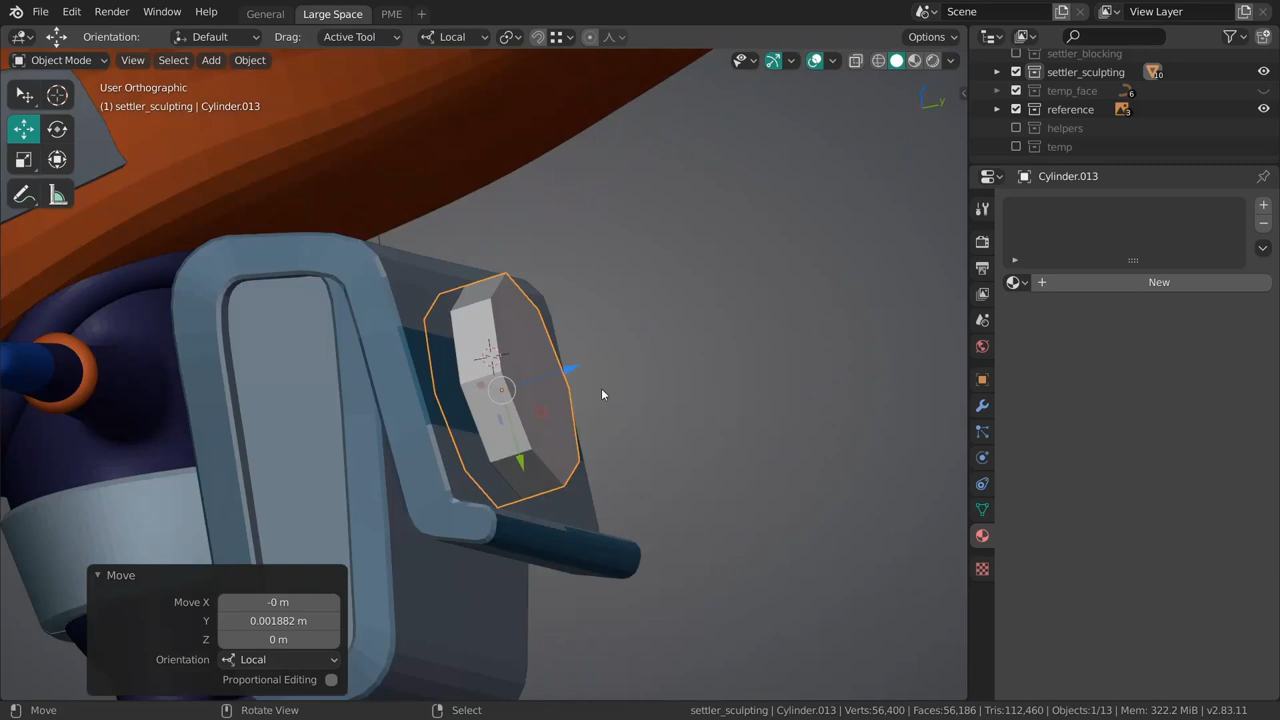 File Edit Render Window Help General Large Space PME + Scene View Layer
Orientation: Default Drag: Active Tool Local Options
Object Mode View Select Add Object
User Orthographic
(1) settler_sculpting | Cylinder.013
settler_blocking
settler_sculpting 10
temp_face 6
reference 3
helpers
temp
Cylinder.013
New
Move
Move X -0 m
Y 0.001882 m
Z 0 m
Orientation Local
Proportional Editing
Move Rotate View Select settler_sculpting | Cylinder.013 | Verts:56,400 | Faces:56,186 | Tris:112,460 | Objects:1/13 | Mem: 322.2 MiB | v2.83.11